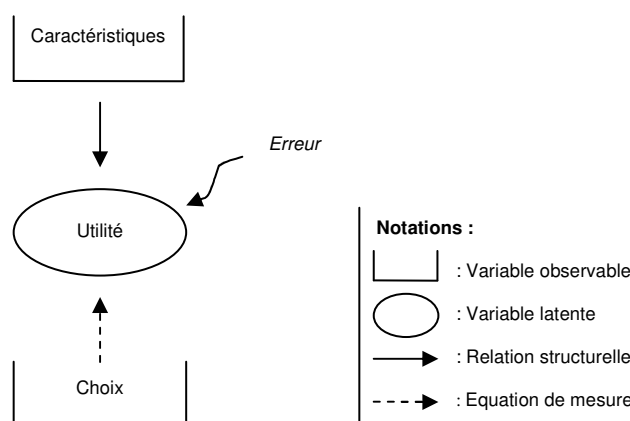 Caractéristiques
Erreur
Utilité
Choix
Notations :
: Variable observable
: Variable latente
: Relation structurelle
: Equation de mesure